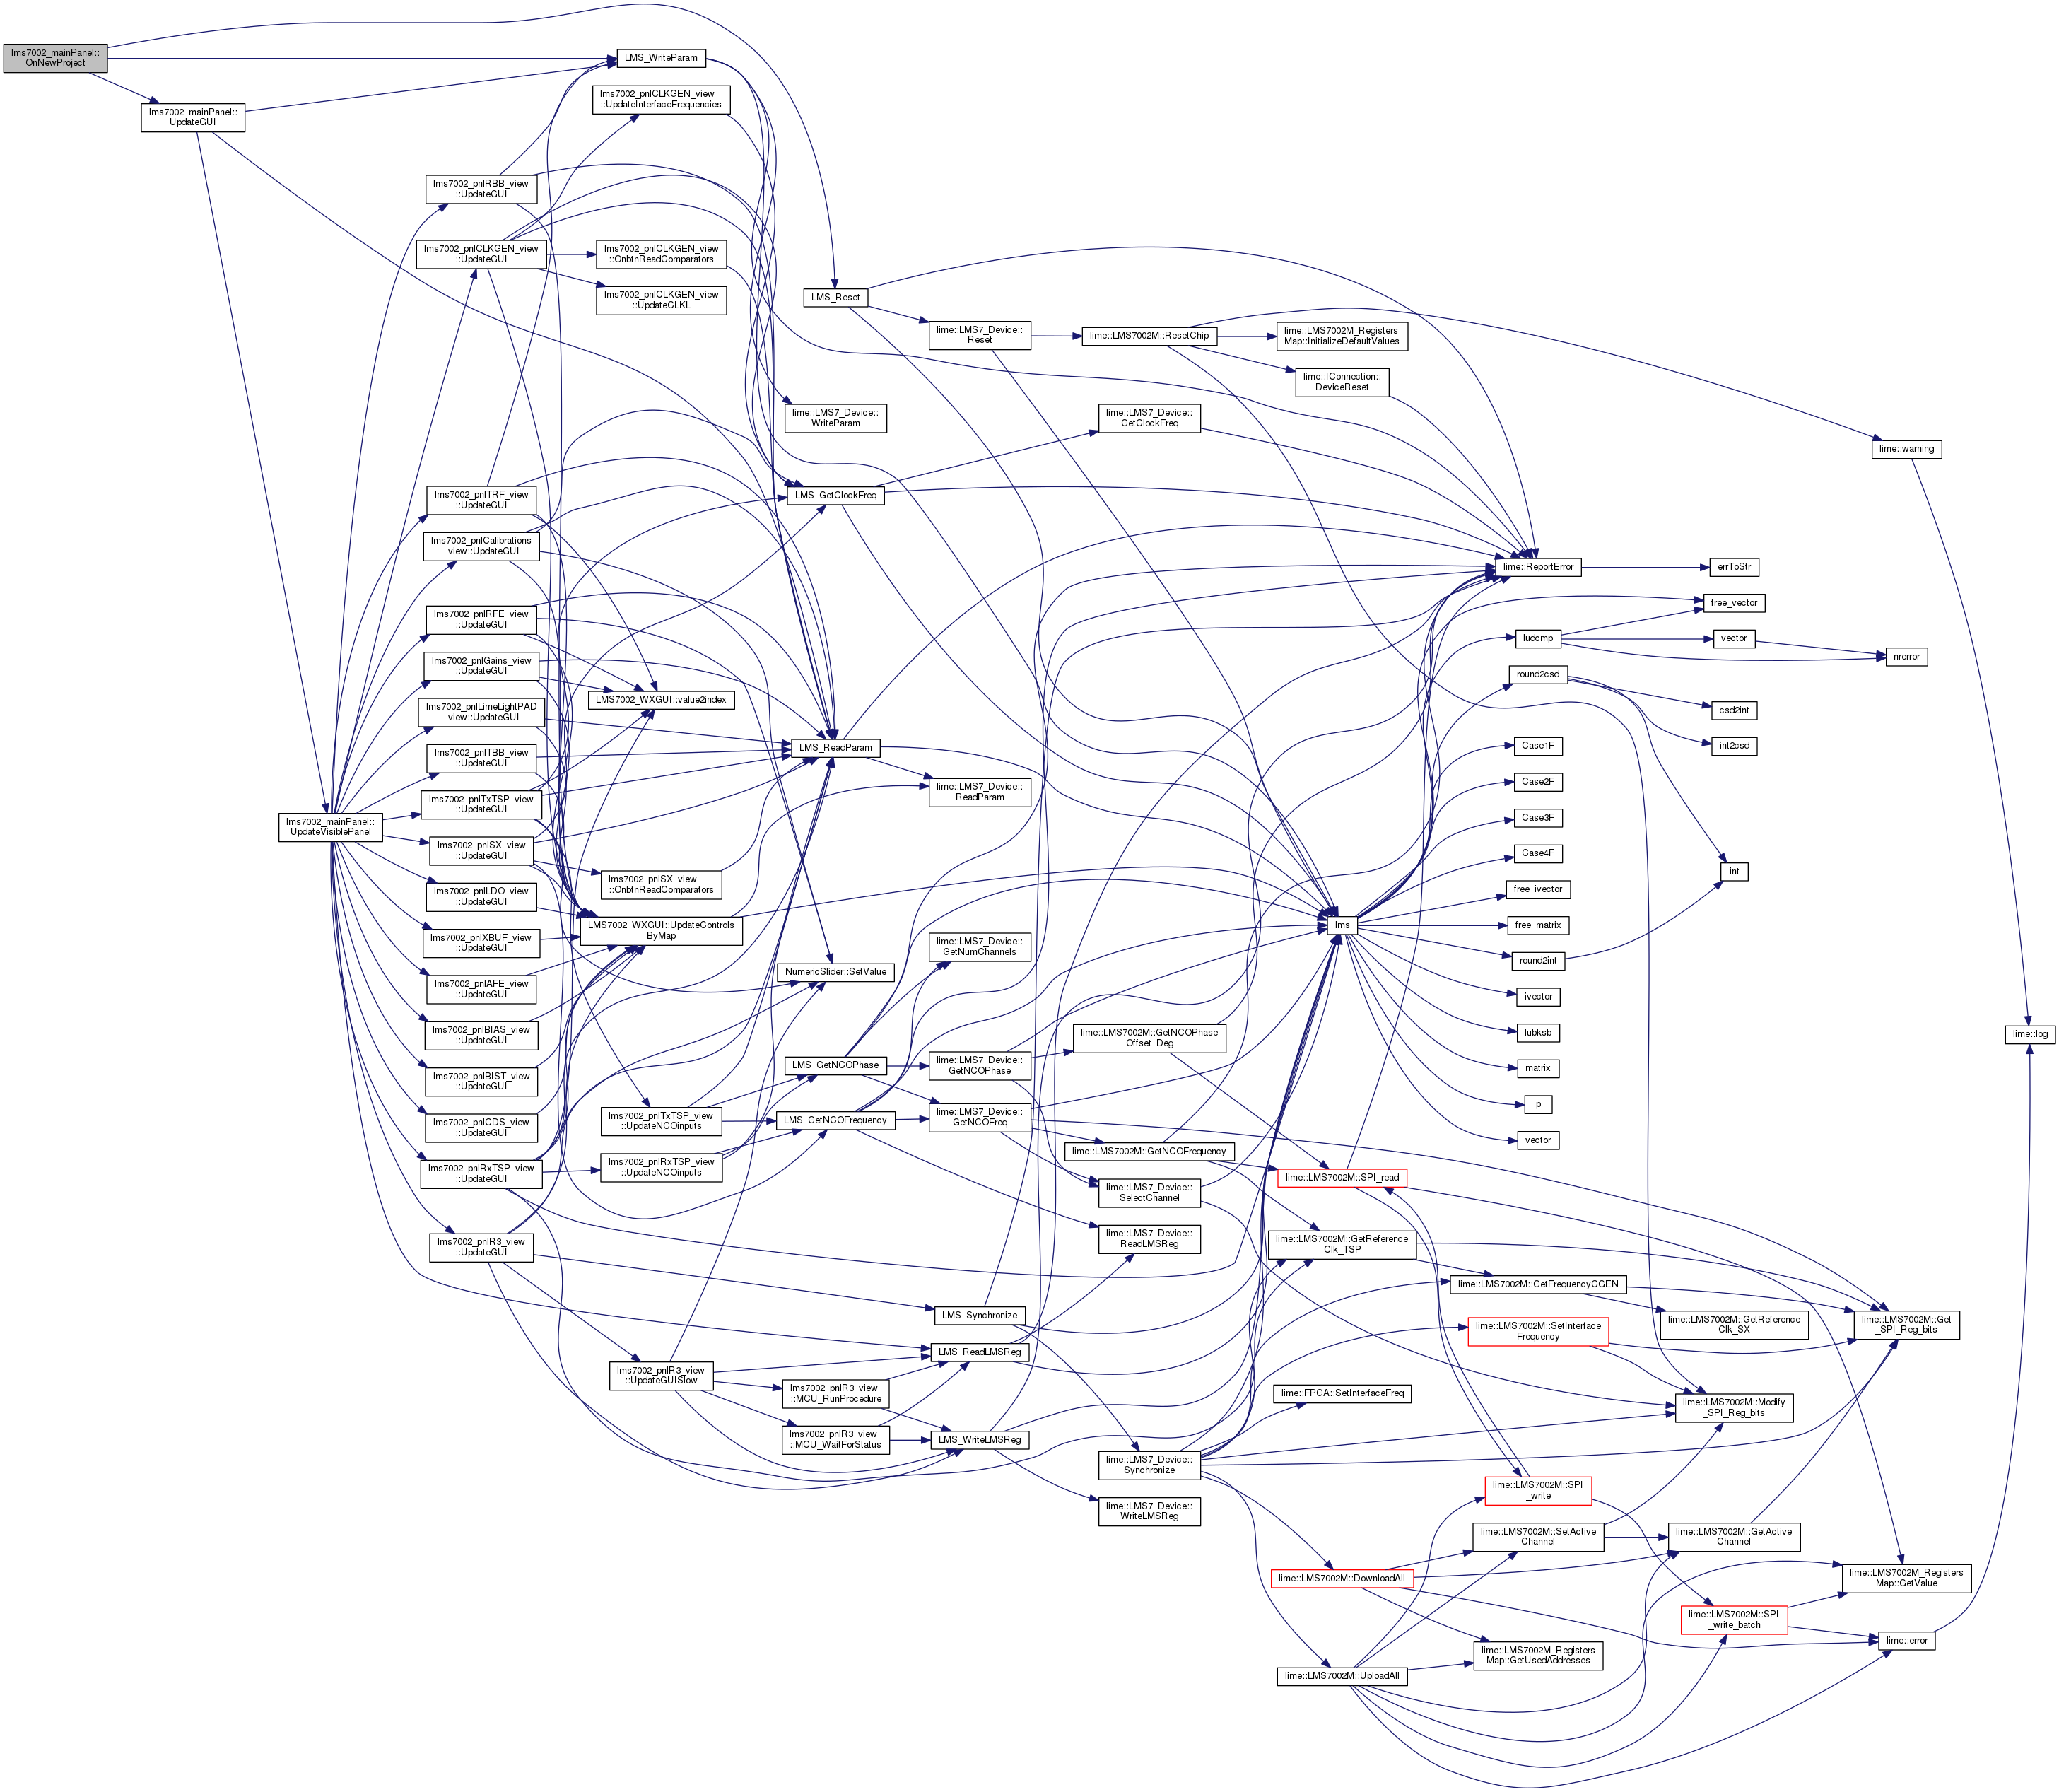 lms7002_mainPanel::
OnNewProject
lms7002_mainPanel::
UpdateGUI
lms7002_mainPanel::
UpdateVisiblePanel
lms7002_pnlRBB_view
::UpdateGUI
lms7002_pnlCLKGEN_view
::UpdateGUI
lms7002_pnlTRF_view
::UpdateGUI
lms7002_pnlCalibrations
_view::UpdateGUI
lms7002_pnlRFE_view
::UpdateGUI
lms7002_pnlGains_view
::UpdateGUI
lms7002_pnlLimeLightPAD
_view::UpdateGUI
lms7002_pnlTBB_view
::UpdateGUI
lms7002_pnlTxTSP_view
::UpdateGUI
lms7002_pnlSX_view
::UpdateGUI
lms7002_pnlLDO_view
::UpdateGUI
lms7002_pnlXBUF_view
::UpdateGUI
lms7002_pnlAFE_view
::UpdateGUI
lms7002_pnlBIAS_view
::UpdateGUI
lms7002_pnlBIST_view
::UpdateGUI
lms7002_pnlCDS_view
::UpdateGUI
lms7002_pnlRxTSP_view
::UpdateGUI
lms7002_pnlR3_view
::UpdateGUI
LMS_WriteParam
lms7002_pnlCLKGEN_view
::UpdateInterfaceFrequencies
lms7002_pnlCLKGEN_view
::OnbtnReadComparators
lms7002_pnlCLKGEN_view
::UpdateCLKL
LMS7002_WXGUI::value2index
lms7002_pnlSX_view
::OnbtnReadComparators
LMS7002_WXGUI::UpdateControls
ByMap
lms7002_pnlTxTSP_view
::UpdateNCOinputs
lms7002_pnlRxTSP_view
::UpdateNCOinputs
lms7002_pnlR3_view
::UpdateGUISlow
LMS_Reset
lime::LMS7_Device::
WriteParam
LMS_GetClockFreq
LMS_ReadParam
NumericSlider::SetValue
LMS_GetNCOPhase
LMS_GetNCOFrequency
lms7002_pnlR3_view
::MCU_RunProcedure
lms7002_pnlR3_view
::MCU_WaitForStatus
lime::LMS7_Device::
Reset
lime::LMS7_Device::
ReadParam
lime::LMS7_Device::
GetNumChannels
lime::LMS7_Device::
GetNCOPhase
lime::LMS7_Device::
GetNCOFreq
LMS_Synchronize
LMS_ReadLMSReg
LMS_WriteLMSReg
lime::LMS7002M::ResetChip
lime::LMS7_Device::
GetClockFreq
lime::LMS7002M::GetNCOPhase
Offset_Deg
lime::LMS7002M::GetNCOFrequency
lime::LMS7_Device::
SelectChannel
lime::LMS7_Device::
ReadLMSReg
lime::LMS7_Device::
Synchronize
lime::LMS7_Device::
WriteLMSReg
lime::LMS7002M_Registers
Map::InitializeDefaultValues
lime::IConnection::
DeviceReset
lms
lime::LMS7002M::SPI_read
lime::LMS7002M::GetReference
Clk_TSP
lime::FPGA::SetInterfaceFreq
lime::LMS7002M::DownloadAll
lime::LMS7002M::UploadAll
lime::ReportError
ludcmp
round2csd
Case1F
Case2F
Case3F
Case4F
free_ivector
free_matrix
round2int
ivector
lubksb
matrix
p
vector
lime::LMS7002M::GetFrequencyCGEN
lime::LMS7002M::SetInterface
Frequency
lime::LMS7002M::SPI
_write
lime::LMS7002M::SetActive
Channel
lime::LMS7002M_Registers
Map::GetUsedAddresses
errToStr
free_vector
vector
csd2int
int2csd
int
lime::LMS7002M::GetReference
Clk_SX
lime::LMS7002M::Modify
_SPI_Reg_bits
lime::LMS7002M::GetActive
Channel
lime::LMS7002M::SPI
_write_batch
lime::warning
nrerror
lime::LMS7002M::Get
_SPI_Reg_bits
lime::LMS7002M_Registers
Map::GetValue
lime::error
lime::log